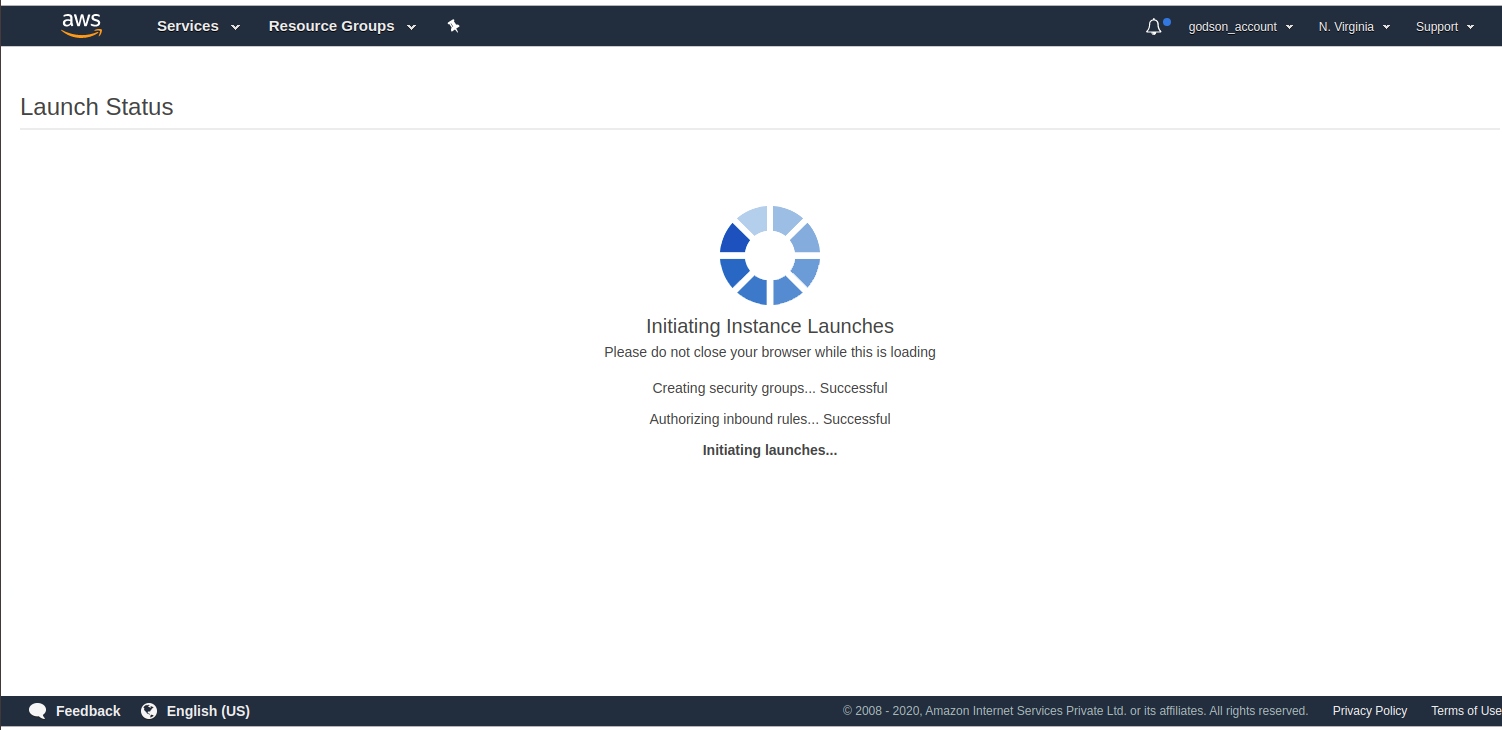 aws Services Resource Groups godson_account N. Virginia Support
Launch Status
Initiating Instance Launches
Please do not close your browser while this is loading
Creating security groups... Successful
Authorizing inbound rules... Successful
Initiating launches...
Feedback English (US) © 2008 - 2020, Amazon Internet Services Private Ltd. or its affiliates. All rights reserved. Privacy Policy Terms of Use